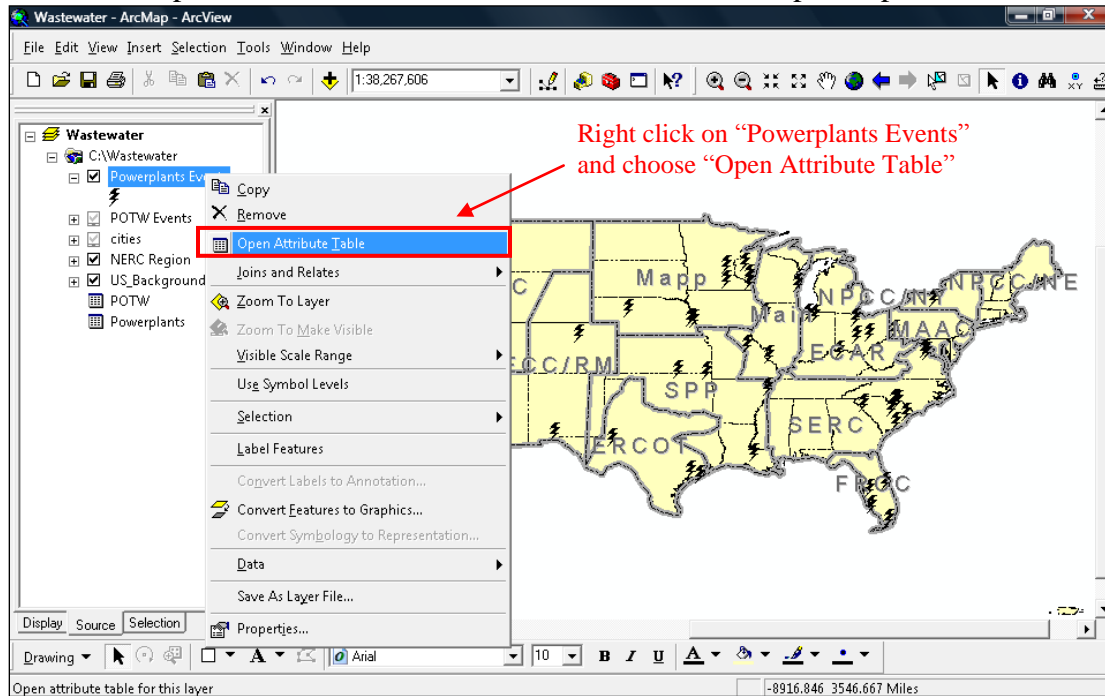 Wastewater - ArcMap - ArcView
File Edit View Insert Selection Tools Window Help
1:38,267,606
Wastewater
C:\Wastewater
Powerplants Ev
POTW Events
cities
NERC Region
US_Background
POTW
Powerplants
Copy
Remove
Open Attribute Table
Joins and Relates
Zoom To Layer
Zoom To Make Visible
Visible Scale Range
Use Symbol Levels
Selection
Label Features
Convert Labels to Annotation...
Convert Features to Graphics...
Convert Symbology to Representation...
Data
Save As Layer File...
Properties...
Right click on “Powerplants Events”
and choose “Open Attribute Table”
Mapp
C
NPCC/NY
NPCC/NE
Main
MAAC
ECAR
ECC/RM
SPP
SERC
ERCOT
FRCC
Display Source Selection
Drawing A Arial 10 B I U A
Open attribute table for this layer
-8916.846 3546.667 Miles